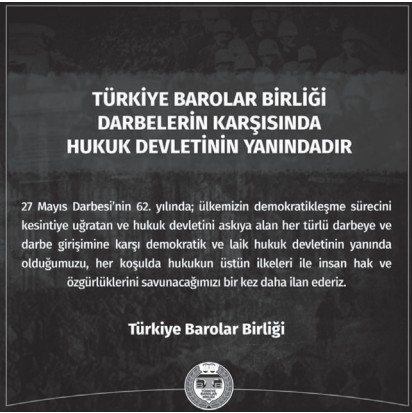 TÜRKİYE BAROLAR BİRLİĞİ
DARBELERİN KARŞISINDA
HUKUK DEVLETİNİN YANINDADIR
27 Mayıs Darbesi'nin 62. yılında; ülkemizin demokratikleşme sürecini
kesintiye uğratan ve hukuk devletini askıya alan her türlü darbeye ve
darbe girişimine karşı demokratik ve laik hukuk devletinin yanında
olduğumuzu, her koşulda hukukun üstün ilkeleri ile insan hak ve
özgürlüklerini savunacağımızı bir kez daha ilan ederiz.
Türkiye Barolar Birliği